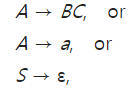 A → BC, or
A → a, or
S → ε,